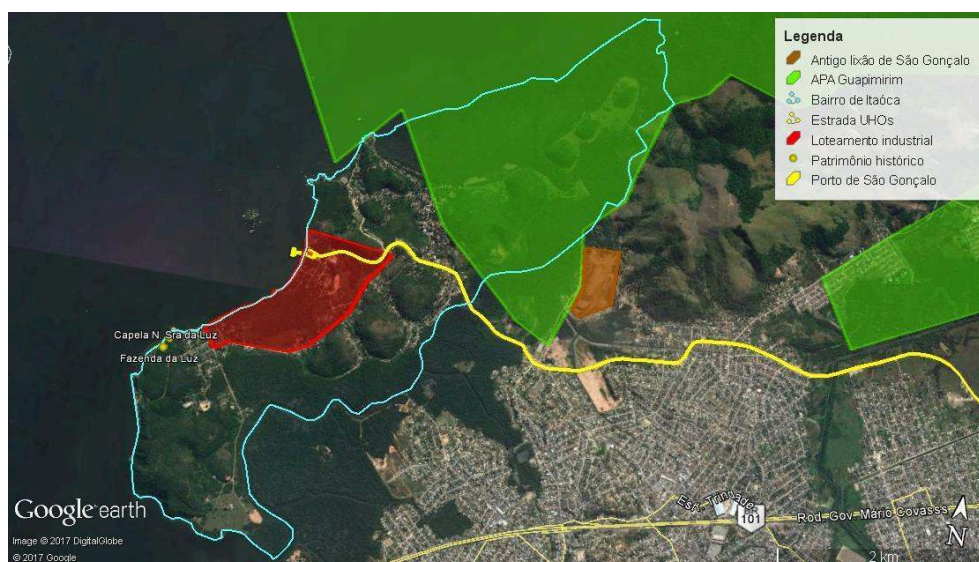 Legenda
Antigo lixão de São Gonçalo
APA Guapimirim
Bairro de Itaóca
Estrada UHOs
Loteamento industrial
Patrimônio histórico
Porto de São Gonçalo
Capela N. Sra da Luz
Fazenda da Luz
Google earth
Estr. Trindade
101
Rod. Gov. Mário Covasss
N
Image © 2017 DigitalGlobe
© 2017 Google
2 km